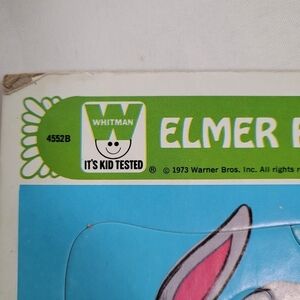 WHITMAN
4552B
ELMER
IT'S KID TESTED
® © 1973 Warner Bros. Inc. All rights